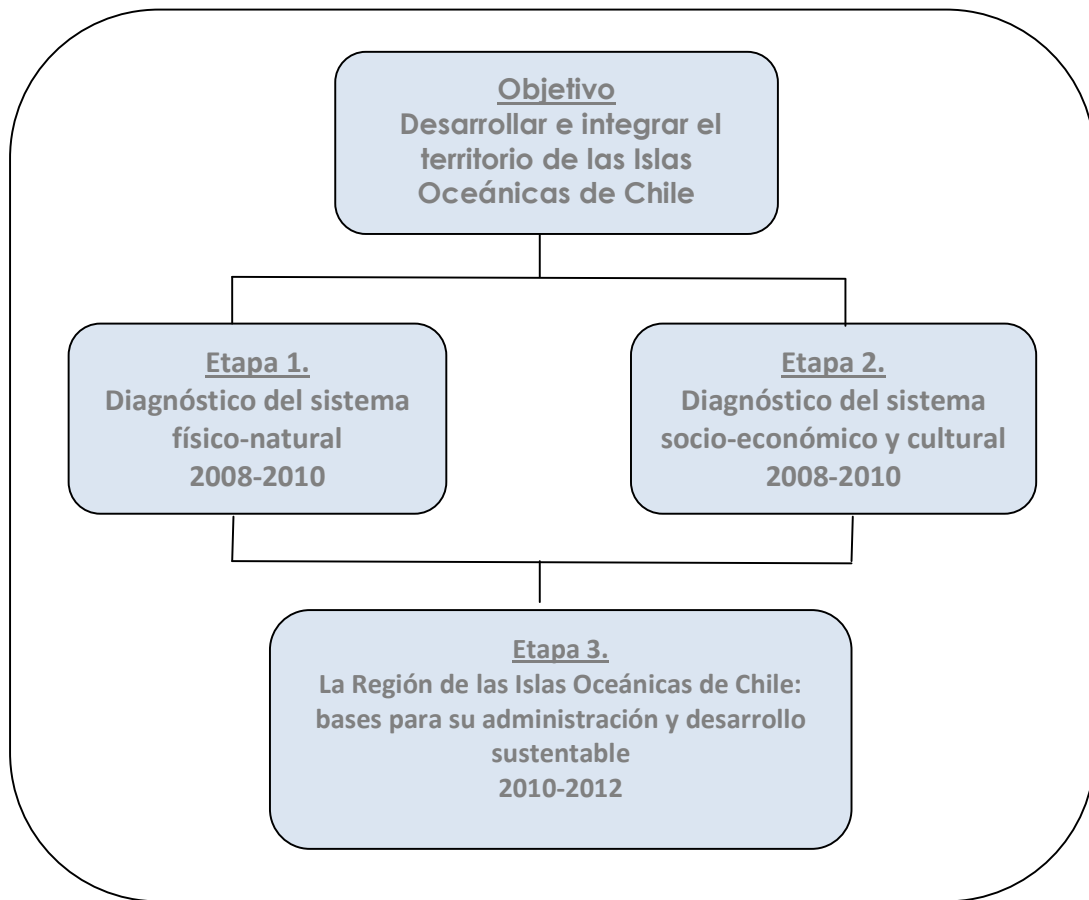 Objetivo
Desarrollar e integrar el
territorio de las Islas
Oceánicas de Chile
Etapa 1.
Diagnóstico del sistema
físico-natural
2008-2010
Etapa 2.
Diagnóstico del sistema
socio-económico y cultural
2008-2010
Etapa 3.
La Región de las Islas Oceánicas de Chile:
bases para su administración y desarrollo
sustentable
2010-2012